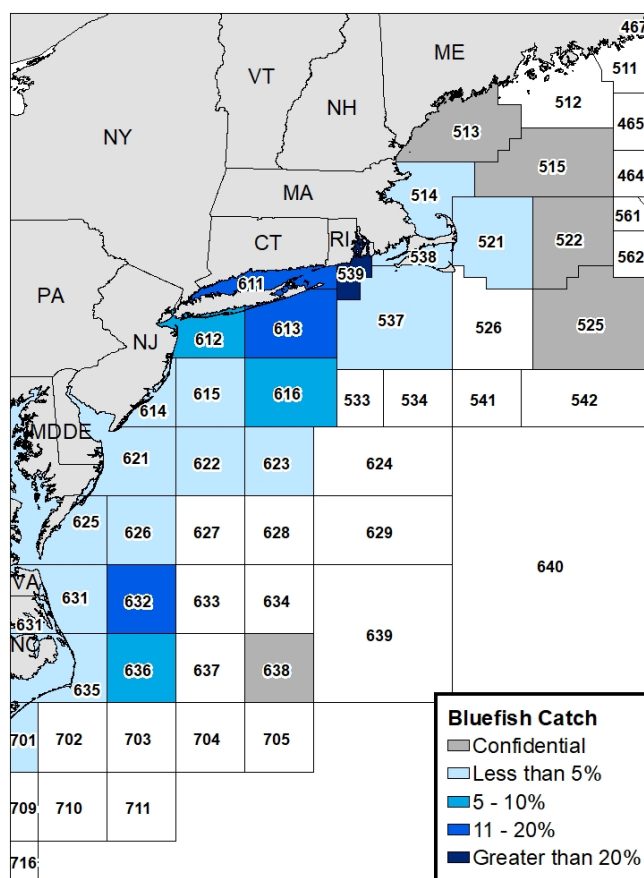 467
ME
511
VT
512
NH
465
NY
513
515
464
MA
514
561
CT
RI
521
522
562
538
539
611
PA
537
526
525
NJ
612
613
614
615
616
533
534
541
542
MD
DE
621
622
623
624
625
626
627
628
629
640
VA
631
632
633
634
631
639
NC
635
636
637
638
701
702
703
704
705
709
710
711
716
Bluefish Catch
Confidential
Less than 5%
5 - 10%
11 - 20%
Greater than 20%